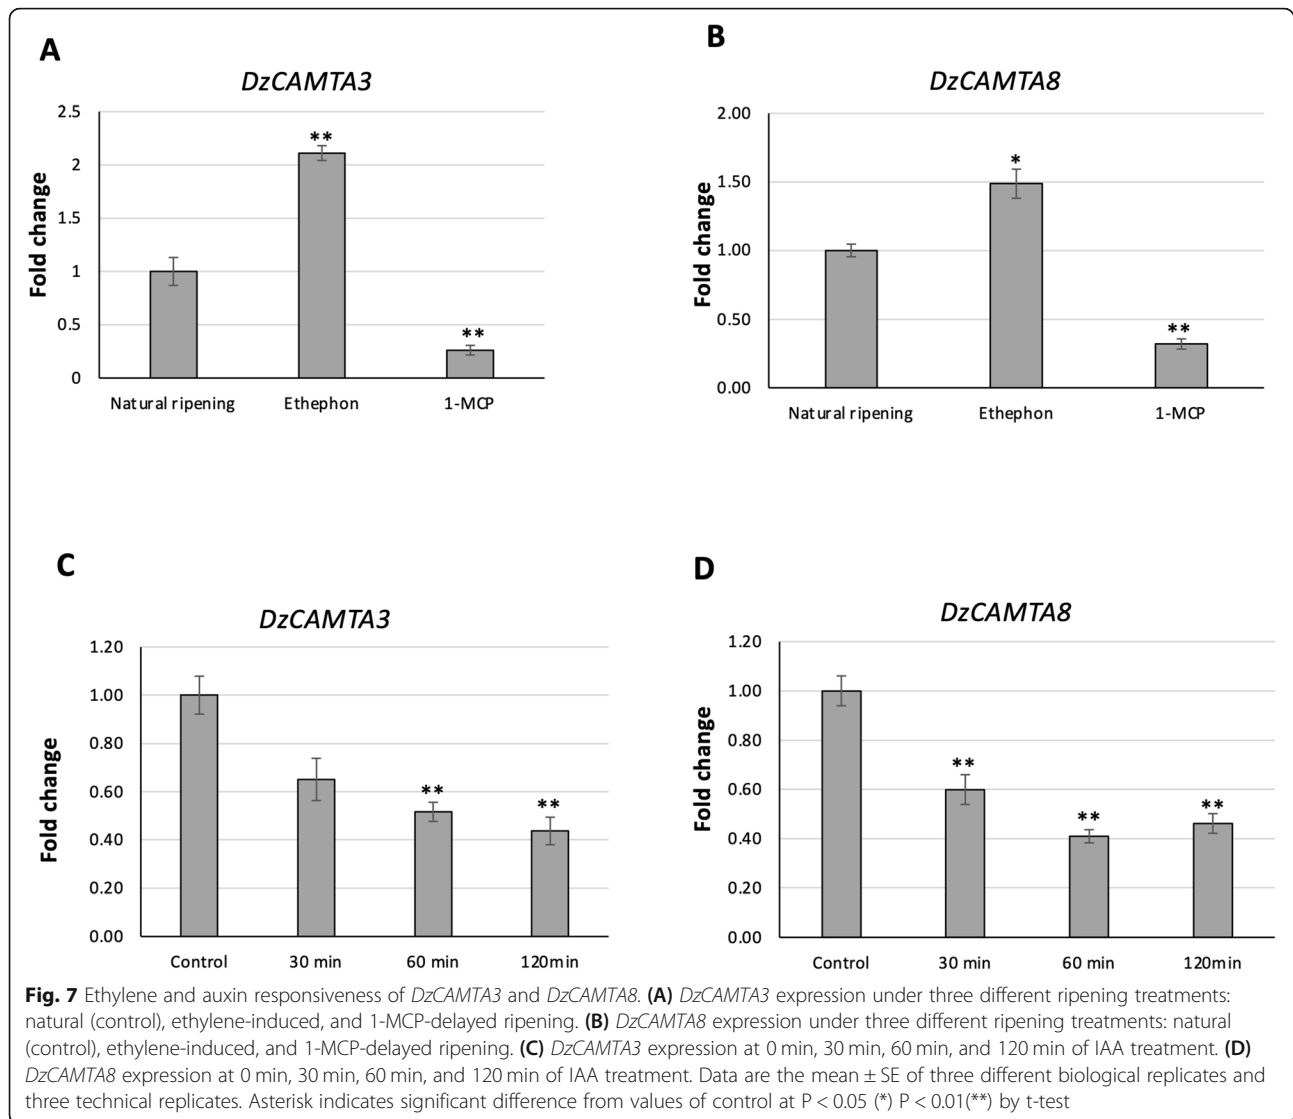 A
DzCAMTA3
Fold change
2.5
2
1.5
1
0.5
0
**
**
Natural ripening Ethephon 1-MCP
B
DzCAMTA8
Fold change
2.00
1.50
1.00
0.50
0.00
*
**
Natural ripening Ethephon 1-MCP
C
DzCAMTA3
Fold change
1.20
1.00
0.80
0.60
0.40
0.20
0.00
**
**
Control 30 min 60 min 120min
D
DzCAMTA8
Fold change
1.20
1.00
0.80
0.60
0.40
0.20
0.00
**
**
**
Control 30 min 60 min 120min
Fig. 7 Ethylene and auxin responsiveness of DzCAMTA3 and DzCAMTA8. (A) DzCAMTA3 expression under three different ripening treatments:
natural (control), ethylene-induced, and 1-MCP-delayed ripening. (B) DzCAMTA8 expression under three different ripening treatments: natural
(control), ethylene-induced, and 1-MCP-delayed ripening. (C) DzCAMTA3 expression at 0 min, 30 min, 60 min, and 120 min of IAA treatment. (D)
DzCAMTA8 expression at 0 min, 30 min, 60 min, and 120 min of IAA treatment. Data are the mean ± SE of three different biological replicates and
three technical replicates. Asterisk indicates significant difference from values of control at P < 0.05 (*) P < 0.01(**) by t-test